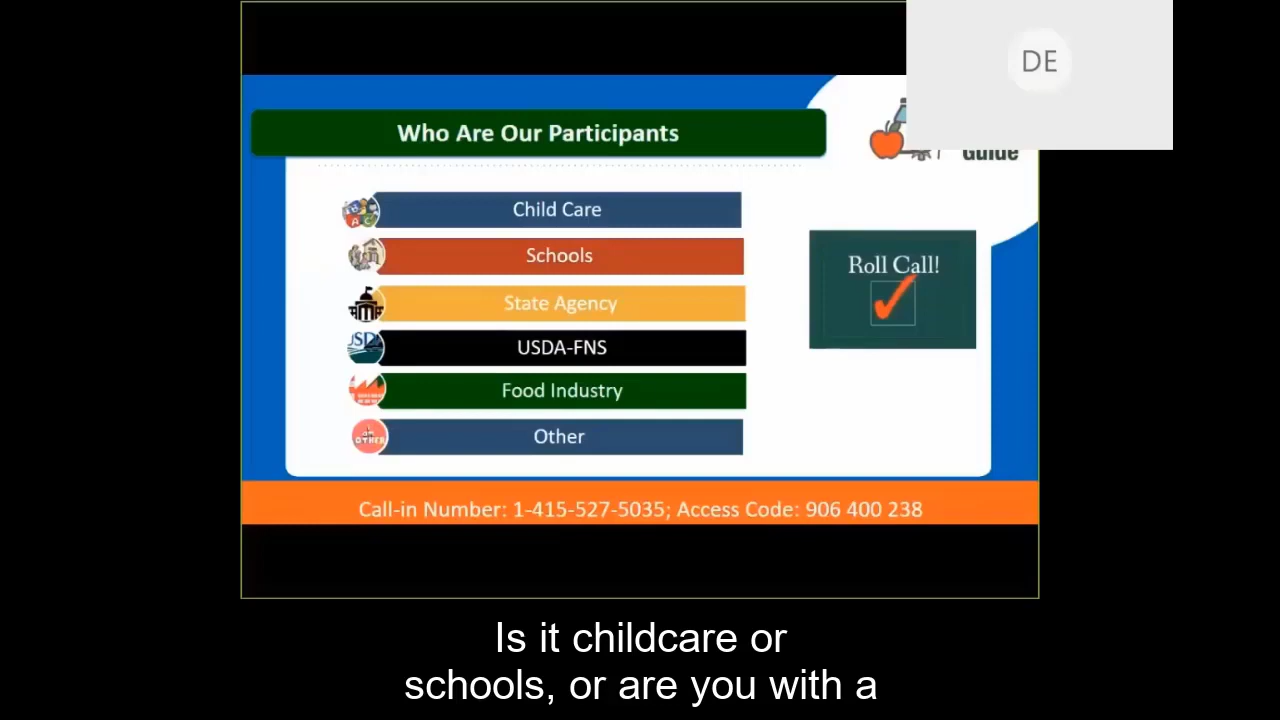 DE
Who Are Our Participants
Guide
Child Care
Schools
Roll Call!
State Agency
USDA-FNS
Food Industry
Other
Call-in Number: 1-415-527-5035; Access Code: 906 400 238
Is it childcare or
schools, or are you with a